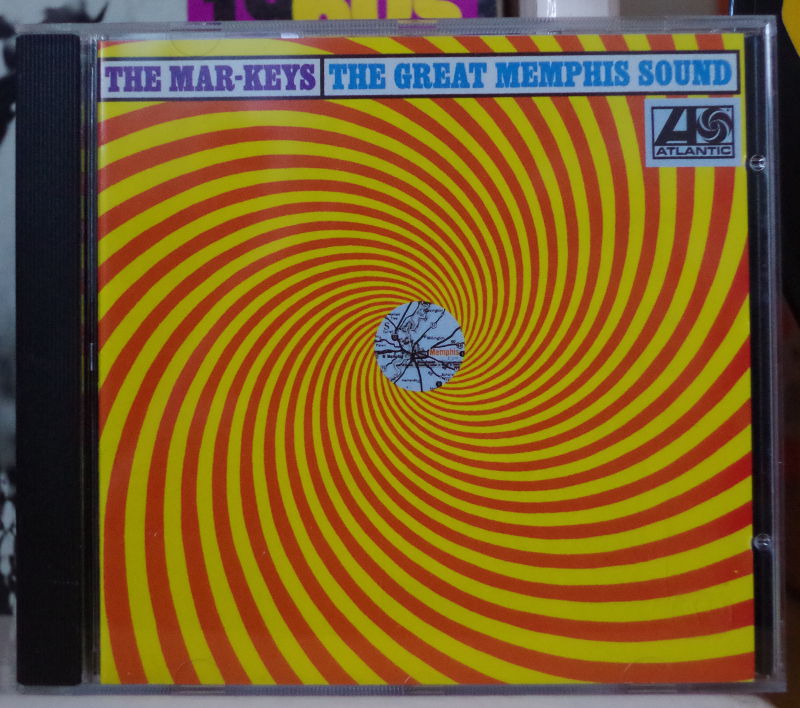 THE MAR-KEYS THE GREAT MEMPHIS SOUND
ATLANTIC
Memphis